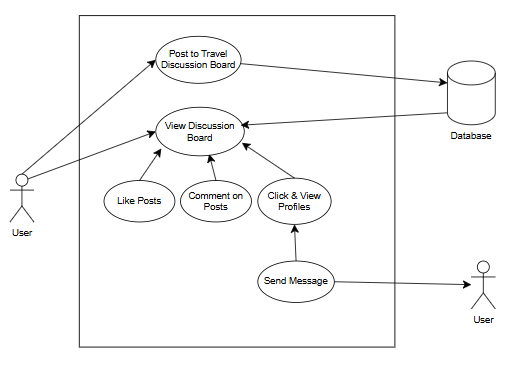 Post to Travel
Discussion Board
Database
View Discussion
Board
Like Posts
Comment on
Posts
Click & View
Profiles
User
Send Message
User